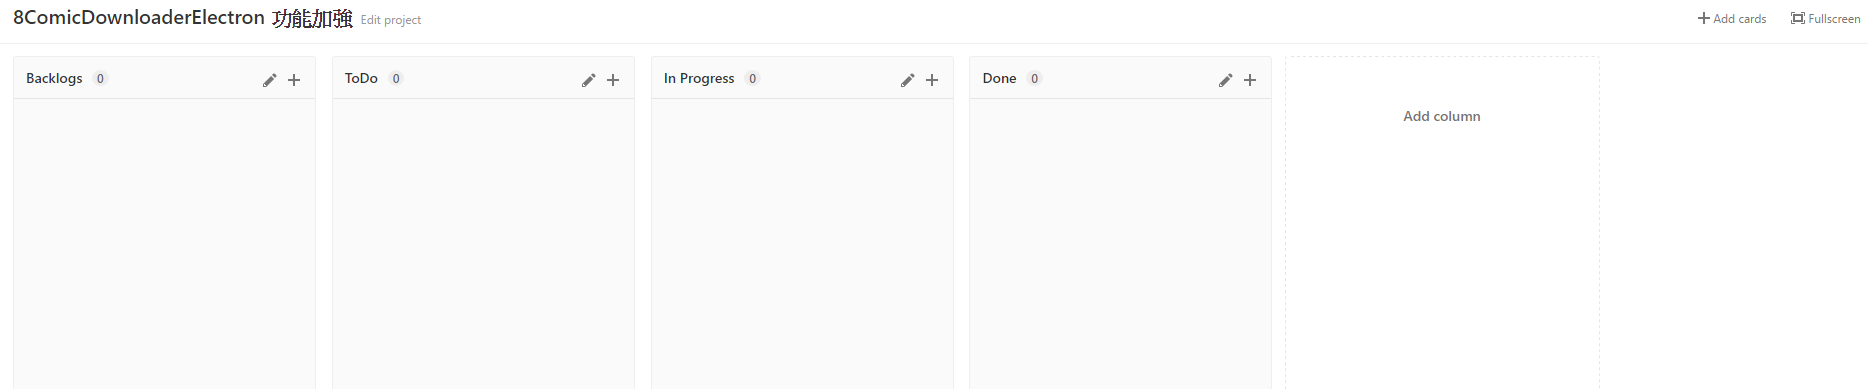 8ComicDownloaderElectron 功能加強 Edit project
Add cards Fullscreen
Backlogs 0
ToDo 0
In Progress 0
Done 0
Add column